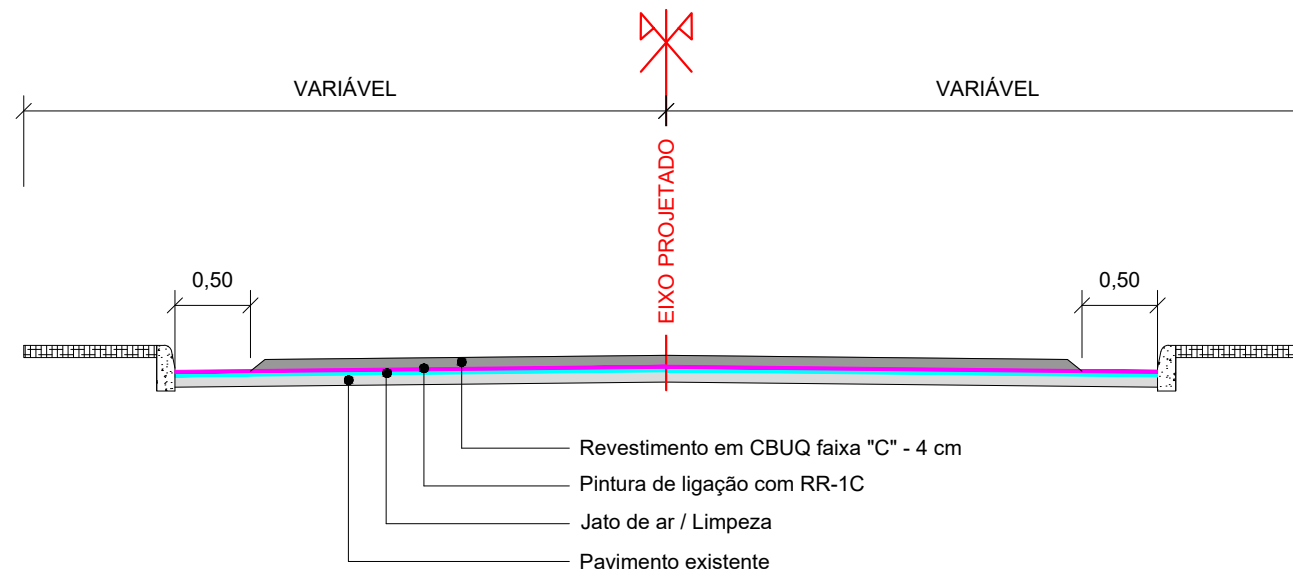 VARIÁVEL
VARIÁVEL
EIXO PROJETADO
0,50
0,50
Revestimento em CBUQ faixa "C" - 4 cm
Pintura de ligação com RR-1C
Jato de ar / Limpeza
Pavimento existente